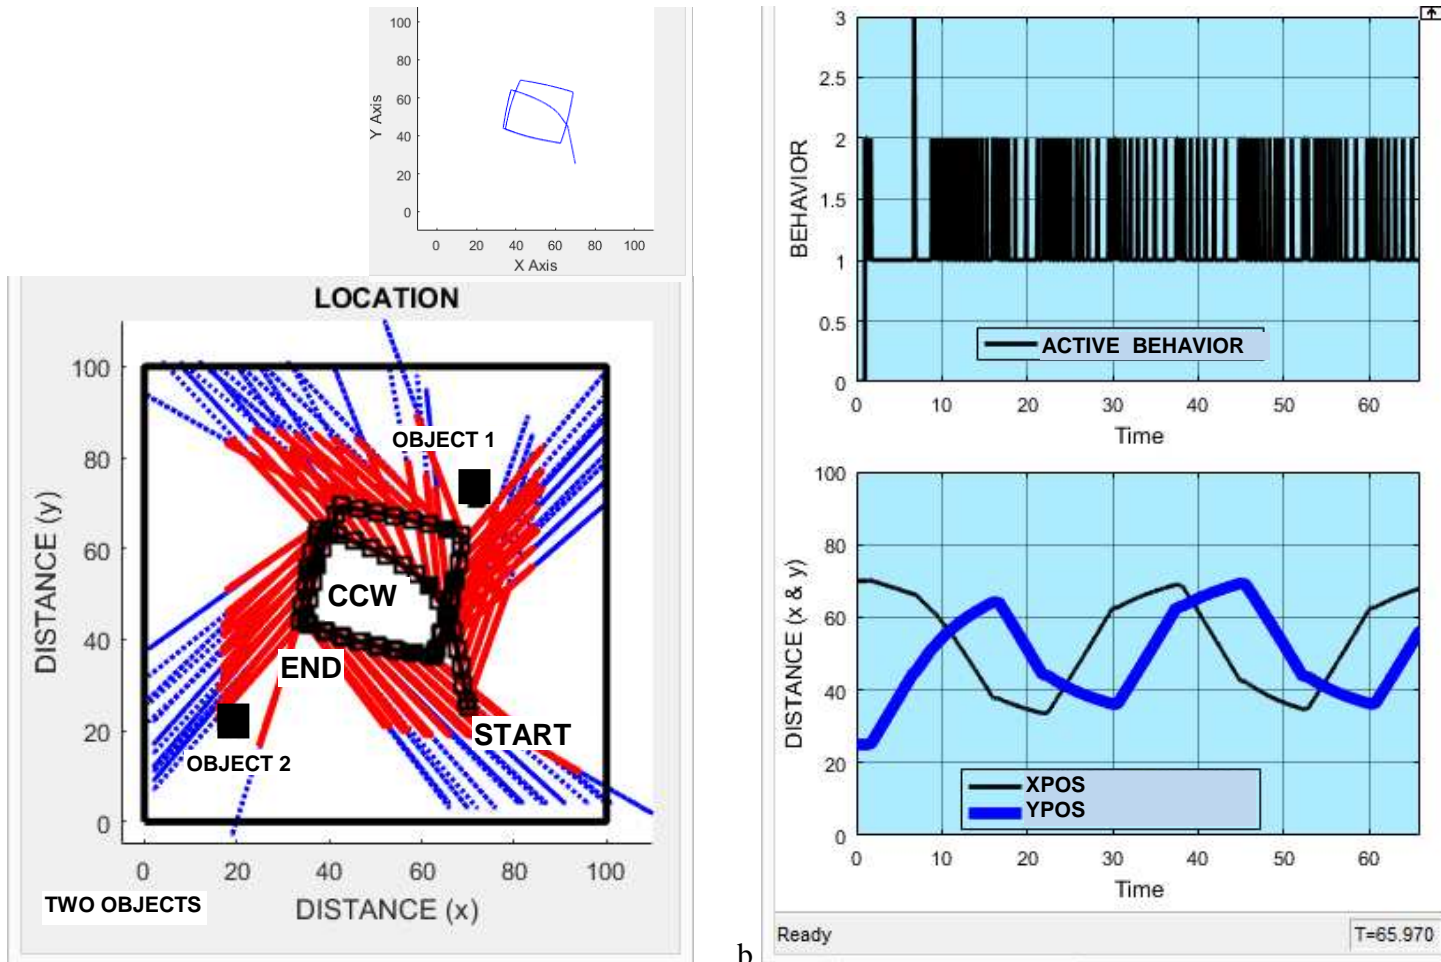 100
80
60
40
20
0
Y Axis
0 20 40 60 80 100
X Axis
LOCATION
100
80
60
40
20
0
DISTANCE (y)
OBJECT 1
CCW
END
START
OBJECT 2
0 20 40 60 80 100
TWO OBJECTS
DISTANCE (x)
b
3
2.5
2
1.5
1
0.5
0
BEHAVIOR
ACTIVE BEHAVIOR
0 10 20 30 40 50 60
Time
100
80
60
40
20
0
DISTANCE (x & y)
XPOS
YPOS
0 10 20 30 40 50 60
Time
Ready T=65.970